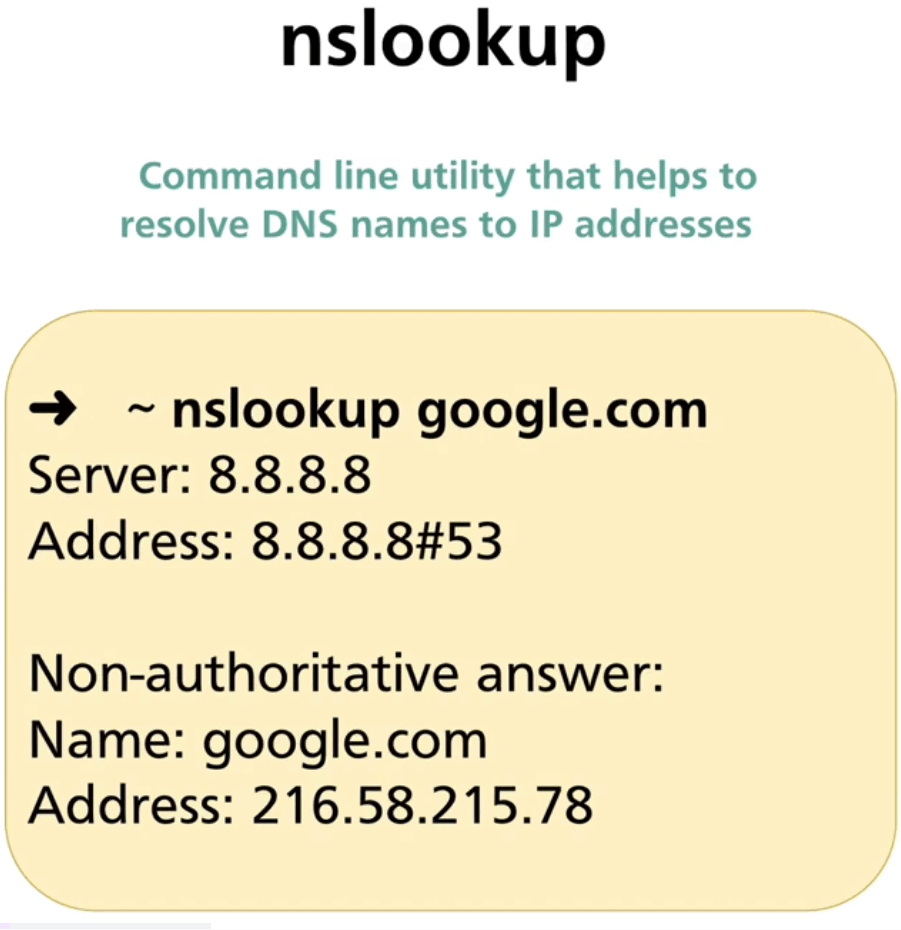 nslookup
Command line utility that helps to
resolve DNS names to IP addresses
➜ ~ nslookup google.com
Server: 8.8.8.8
Address: 8.8.8.8#53
Non-authoritative answer:
Name: google.com
Address: 216.58.215.78